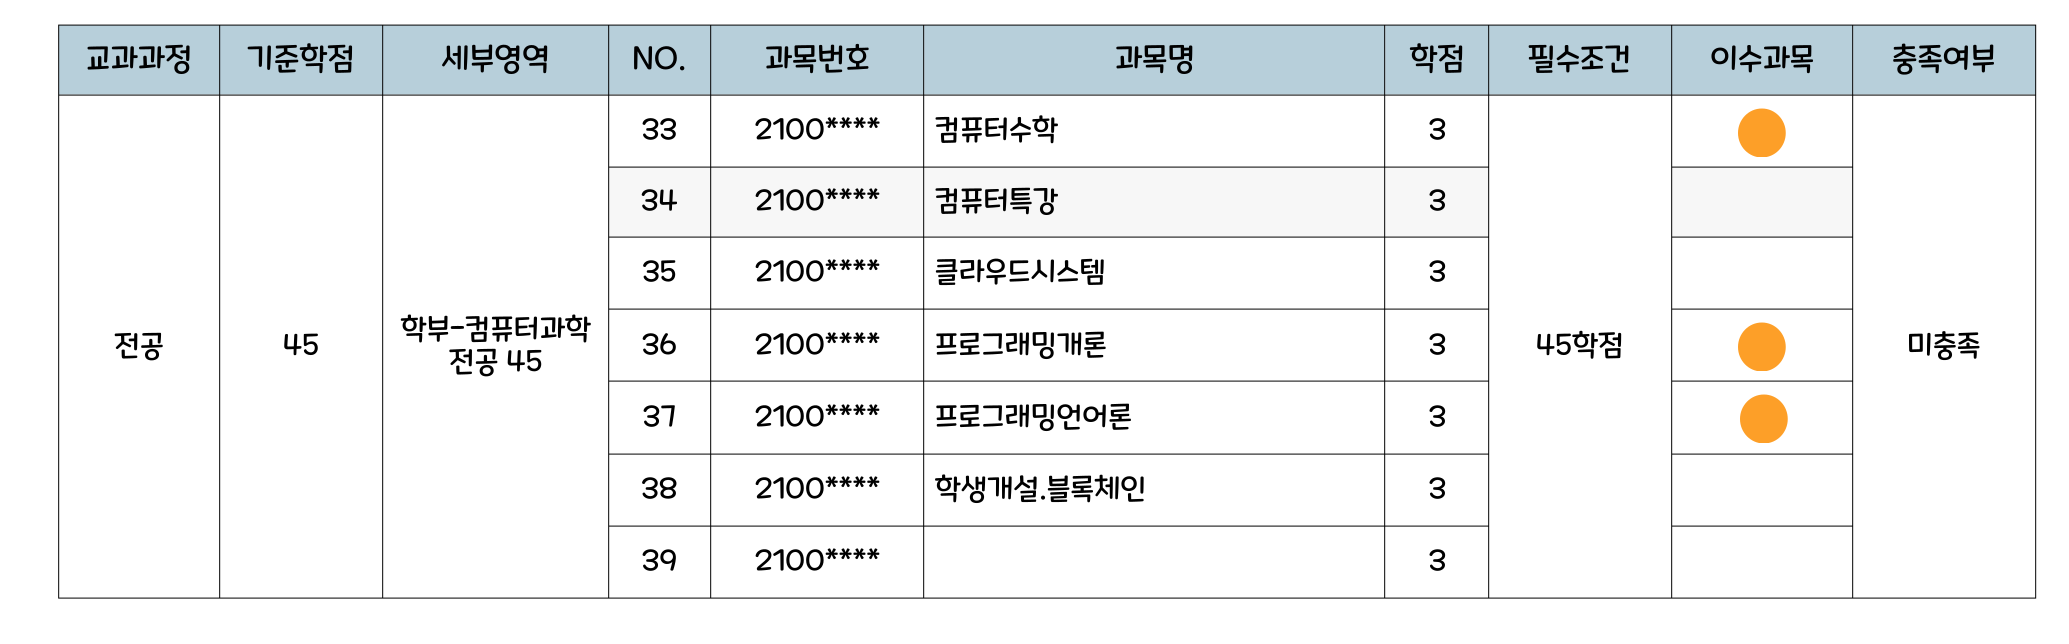 교과과정 기준학점 세부영역 NO. 과목번호 과목명 학점 필수조건 이수과목 충족여부
33 2100**** 컴퓨터수학 3
34 2100**** 컴퓨터특강 3
35 2100**** 클라우드시스템 3
전공 45 학부-컴퓨터과학
전공 45 36 2100**** 프로그래밍개론 3 45학점 미충족
37 2100**** 프로그래밍언어론 3
38 2100**** 학생개설.블록체인 3
39 2100**** 3